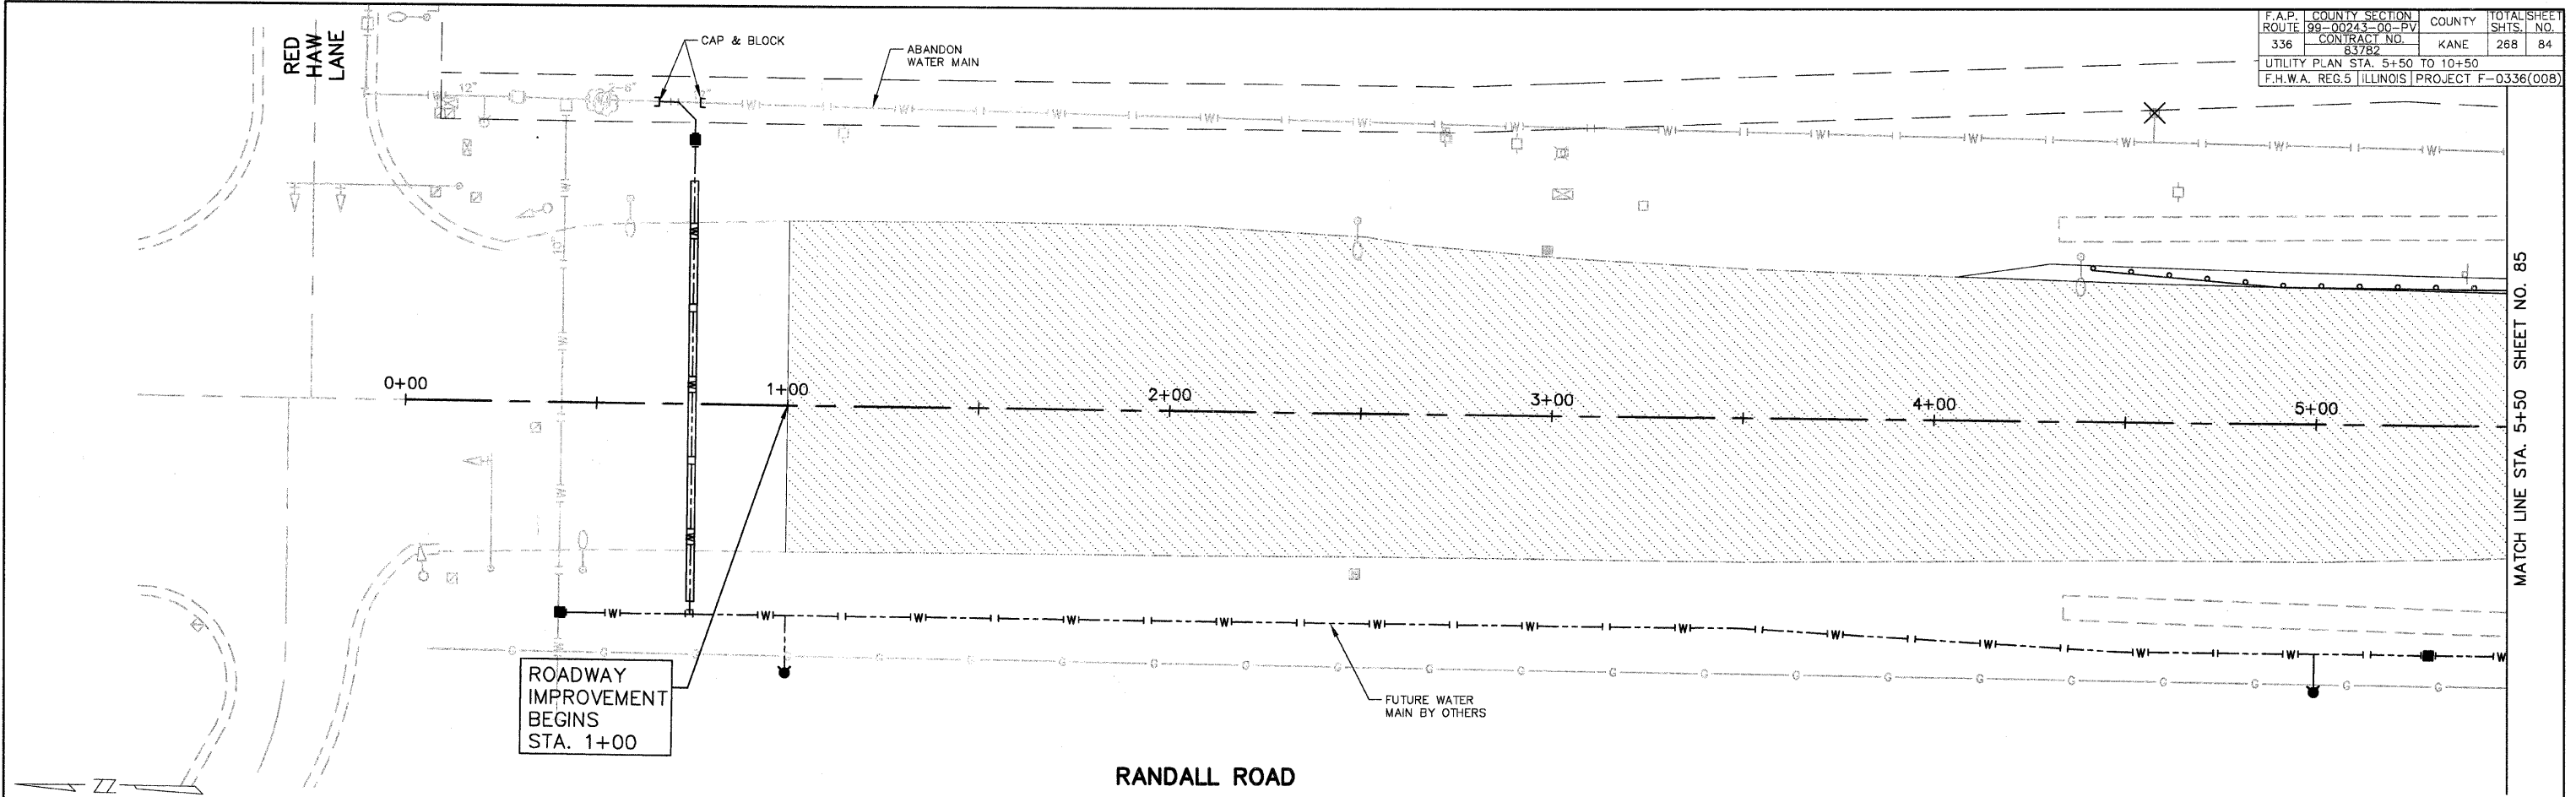 F.A.P. ROUTE COUNTY SECTION COUNTY TOTAL SHTS. SHEET NO.
99-00243-00-PV
336 CONTRACT NO. KANE 268 84
83782
UTILITY PLAN STA. 5+50 TO 10+50
F.H.W.A. REG.5 ILLINOIS PROJECT F-0336(008)
RED
HAW
LANE
CAP & BLOCK
ABANDON
WATER MAIN
12"
12"
0+00
1+00
2+00
3+00
4+00
5+00
MATCH LINE STA. 5+50 SHEET NO. 85
ROADWAY
IMPROVEMENT
BEGINS
STA. 1+00
FUTURE WATER
MAIN BY OTHERS
RANDALL ROAD